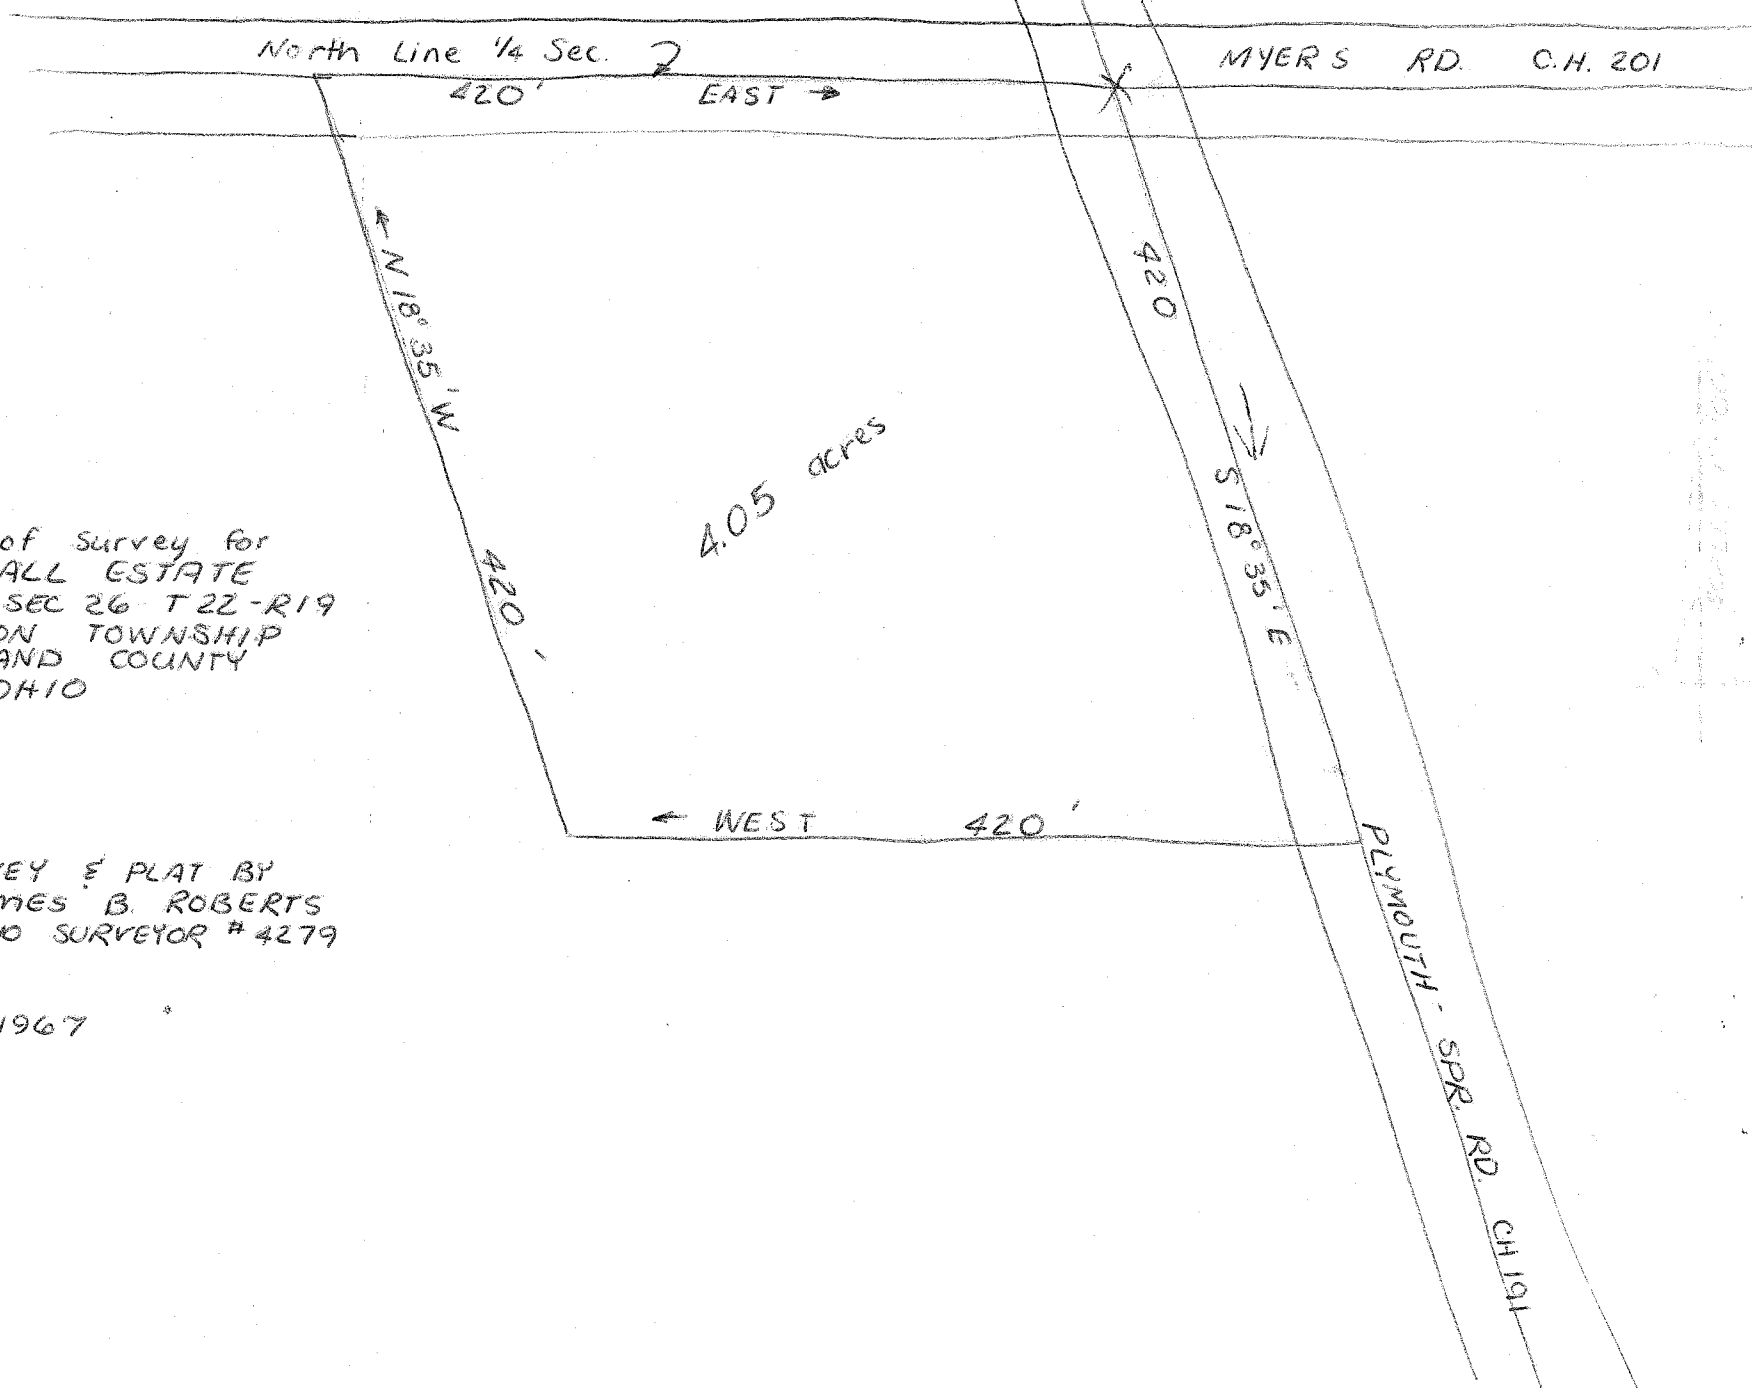 North Line 1/4 Sec.
MYERS RD. C.H. 201
420' EAST
N 18° 35' W
420'
420
S 18° 35' E
4.05 acres
of Survey for
ALL ESTATE
SEC 26 T22-R19
ON TOWNSHIP
AND COUNTY
OHIO
WEST 420'
VEY & PLAT BY
MES B. ROBERTS
SURVEYOR #4279
1967
PLYMOUTH - SPR. RD. CH 191